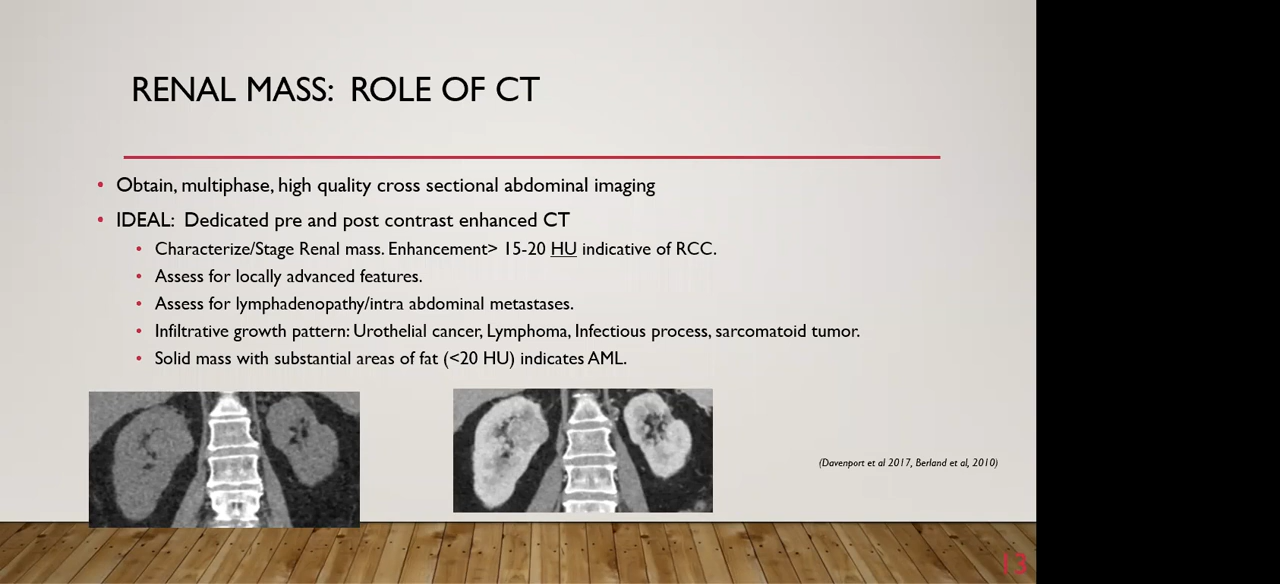 RENAL MASS: ROLE OF CT
• Obtain, multiphase, high quality cross sectional abdominal imaging
• IDEAL: Dedicated pre and post contrast enhanced CT
• Characterize/Stage Renal mass. Enhancement> 15-20 HU indicative of RCC.
• Assess for locally advanced features.
• Assess for lymphadenopathy/intra abdominal metastases.
• Infiltrative growth pattern: Urothelial cancer, Lymphoma, Infectious process, sarcomatoid tumor.
• Solid mass with substantial areas of fat (<20 HU) indicates AML.
(Davenport et al 2017, Berland et al, 2010)
13